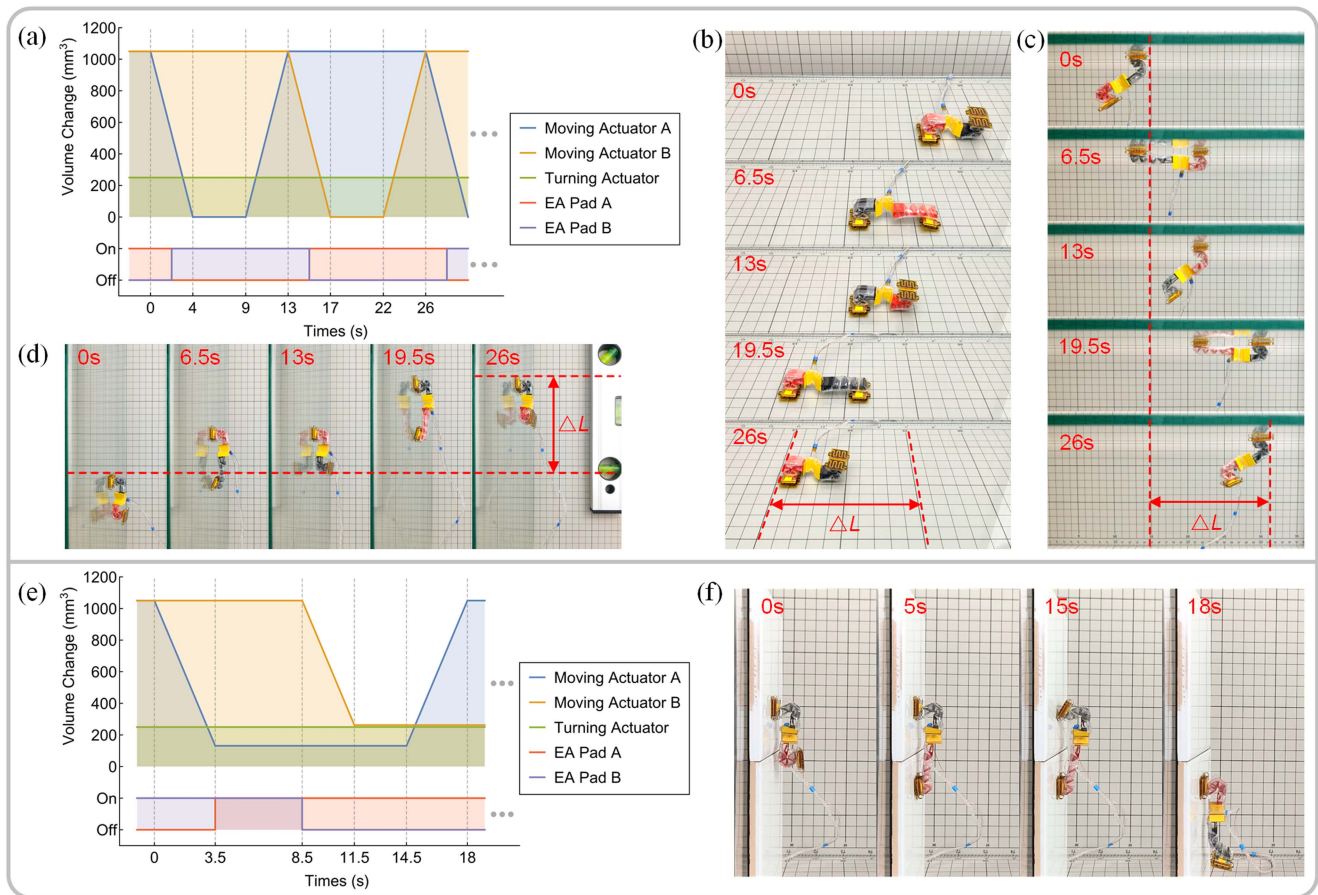 (a)
1200
1000
800
600
400
200
0
Volume Change (mm³)
On
Off
0 4 9 13 17 22 26
Times (s)
Moving Actuator A
Moving Actuator B
Turning Actuator
EA Pad A
EA Pad B
(b)
0s
6.5s
13s
19.5s
26s
△L
(c)
0s
6.5s
13s
19.5s
26s
△L
(d)
0s 6.5s 13s 19.5s 26s
△L
(e)
1200
1000
800
600
400
200
0
Volume Change (mm³)
On
Off
0 3.5 8.5 11.5 14.5 18
Times (s)
Moving Actuator A
Moving Actuator B
Turning Actuator
EA Pad A
EA Pad B
(f)
0s 5s 15s 18s